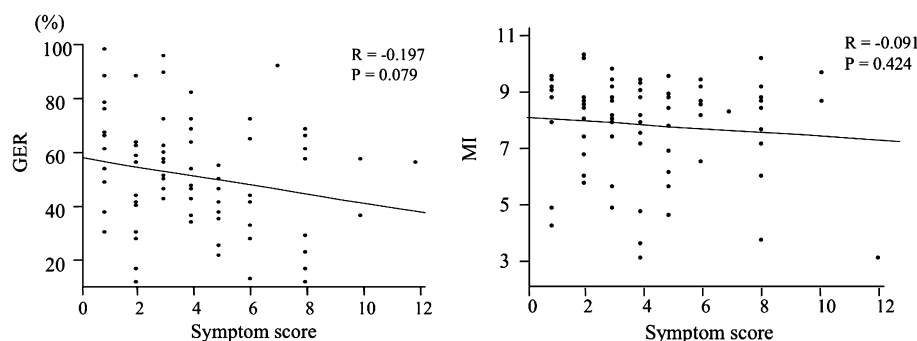 (%)
100
80
60
40
20
GER
R = -0.197
P = 0.079
0 2 4 6 8 10 12
Symptom score
11
9
7
5
3
MI
R = -0.091
P = 0.424
0 2 4 6 8 10 12
Symptom score